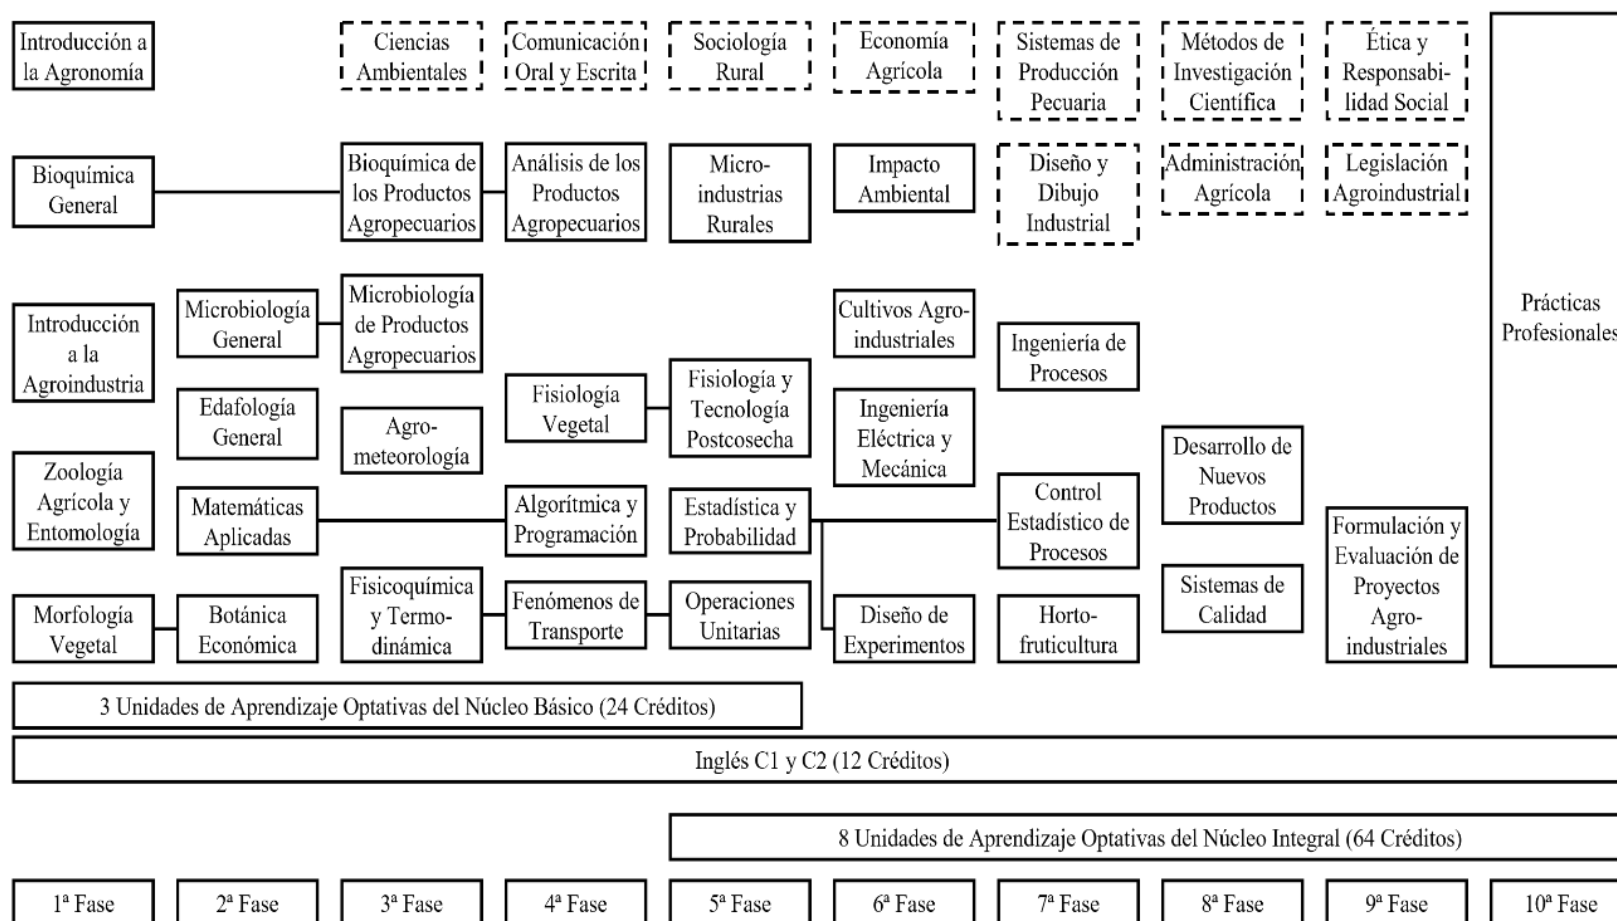 Introducción a
la Agronomía
Ciencias
Ambientales
Comunicación
Oral y Escrita
Sociología
Rural
Economía
Agrícola
Sistemas de
Producción
Pecuaria
Métodos de
Investigación
Científica
Ética y
Responsabi-
lidad Social
Bioquímica
General
Bioquímica de
los Productos
Agropecuarios
Análisis de los
Productos
Agropecuarios
Micro-
industrias
Rurales
Impacto
Ambiental
Diseño y
Dibujo
Industrial
Administración
Agrícola
Legislación
Agroindustrial
Prácticas
Profesionales
Introducción
a la
Agroindustria
Microbiología
General
Microbiología
de Productos
Agropecuarios
Cultivos Agro-
industriales
Ingeniería de
Procesos
Edafología
General
Agro-
meteorología
Fisiología
Vegetal
Fisiología y
Tecnología
Postcosecha
Ingeniería
Eléctrica y
Mecánica
Zoología
Agrícola y
Entomología
Matemáticas
Aplicadas
Algorítmica y
Programación
Estadística y
Probabilidad
Control
Estadístico de
Procesos
Desarrollo de
Nuevos
Productos
Formulación y
Evaluación de
Proyectos
Agro-
industriales
Morfología
Vegetal
Botánica
Económica
Fisicoquímica
y Termo-
dinámica
Fenómenos de
Transporte
Operaciones
Unitarias
Diseño de
Experimentos
Horto-
fruticultura
Sistemas de
Calidad
3 Unidades de Aprendizaje Optativas del Núcleo Básico (24 Créditos)
Inglés C1 y C2 (12 Créditos)
8 Unidades de Aprendizaje Optativas del Núcleo Integral (64 Créditos)
1ª Fase
2ª Fase
3ª Fase
4ª Fase
5ª Fase
6ª Fase
7ª Fase
8ª Fase
9ª Fase
10ª Fase